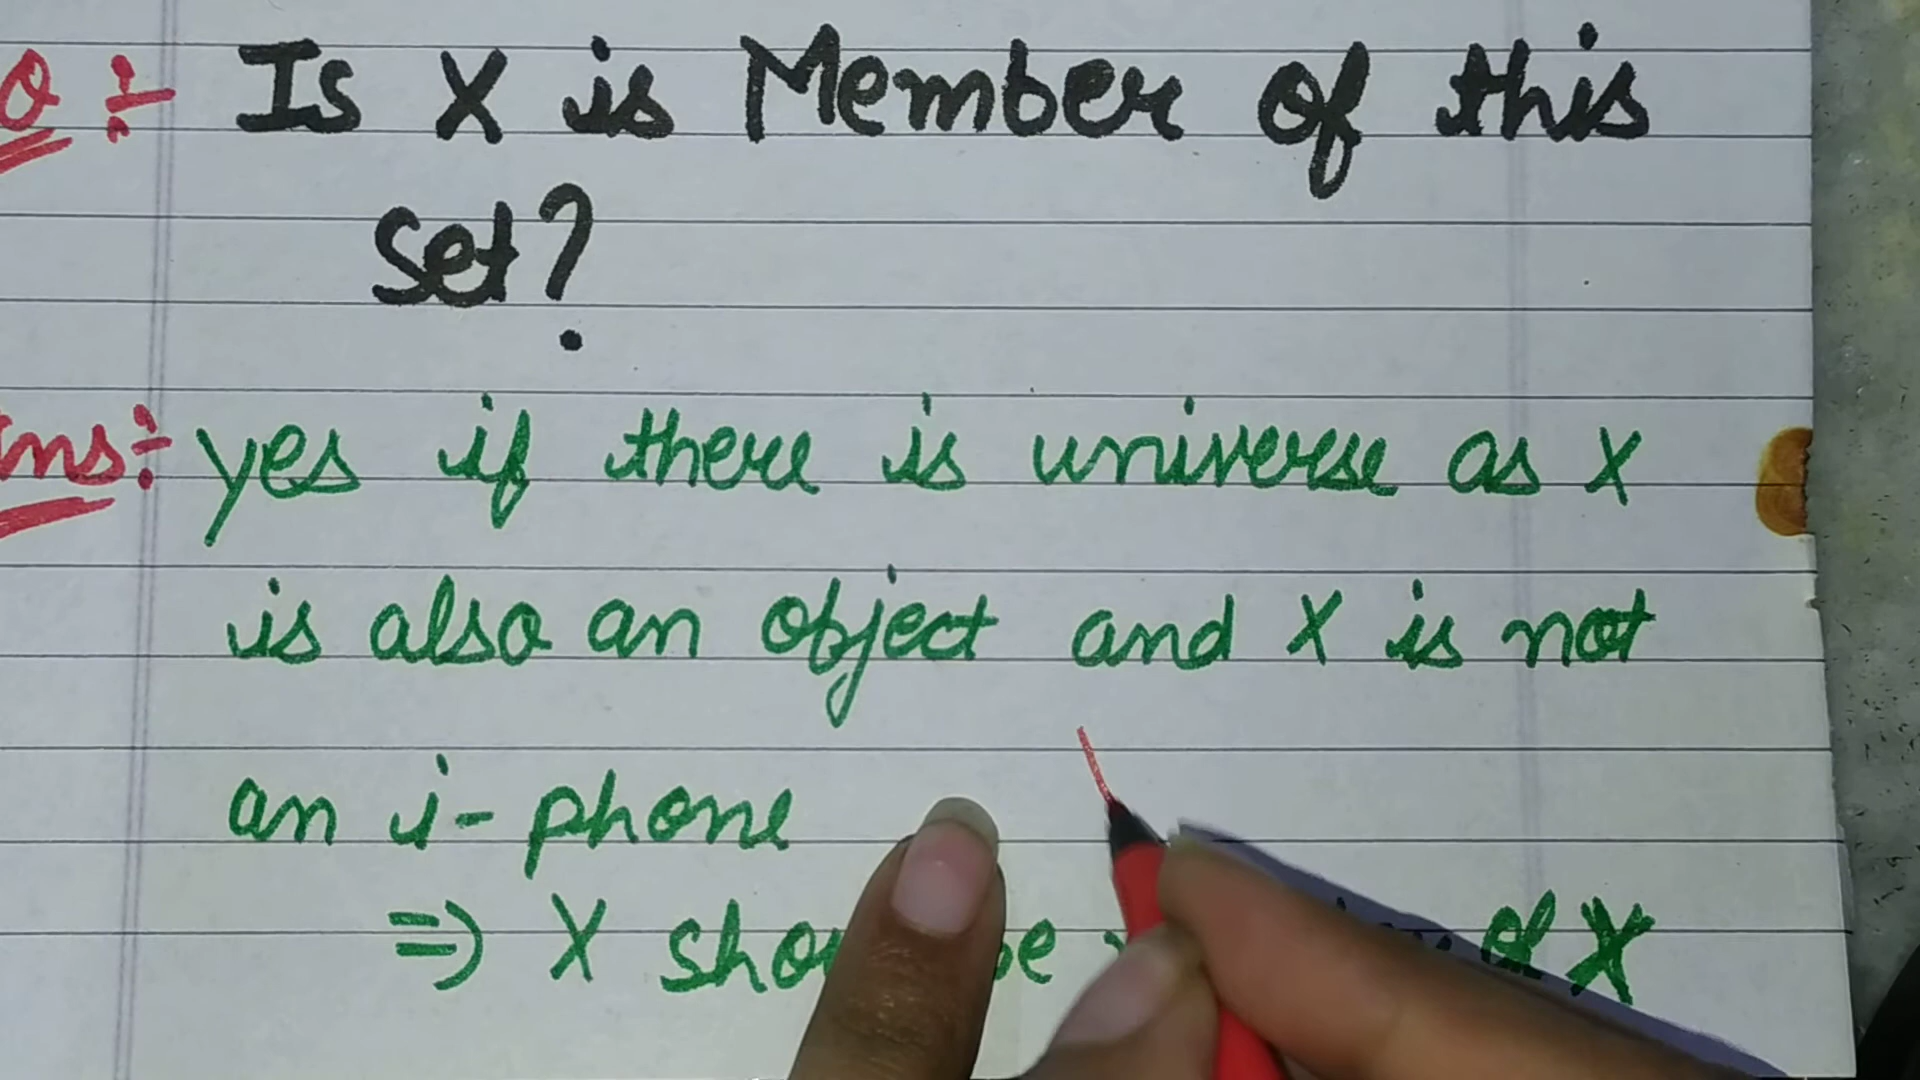 Q :- Is X is Member of this
set?
Ans:- yes if there is universe as X
is also an object and X is not
an i-phone
=> X of X